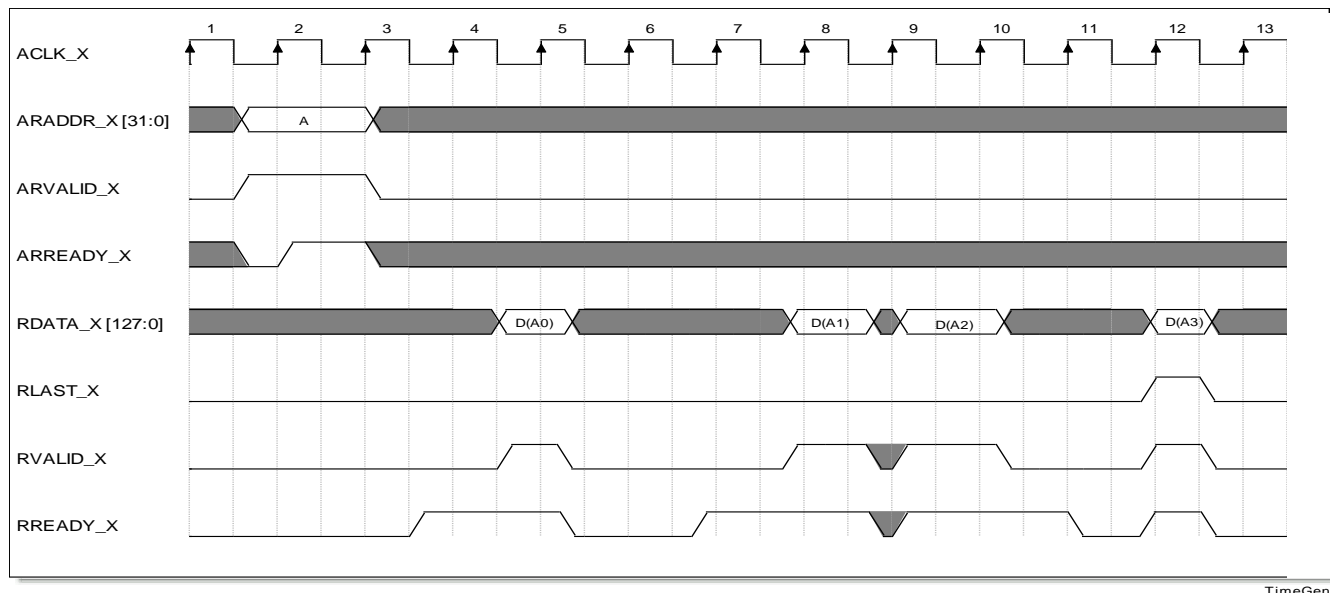 1 2 3 4 5 6 7 8 9 10 11 12 13
ACLK_X
ARADDR_X [31:0] A
ARVALID_X
ARREADY_X
RDATA_X [127:0] D(A0) D(A1) D(A2) D(A3)
RLAST_X
RVALID_X
RREADY_X
TimeGen